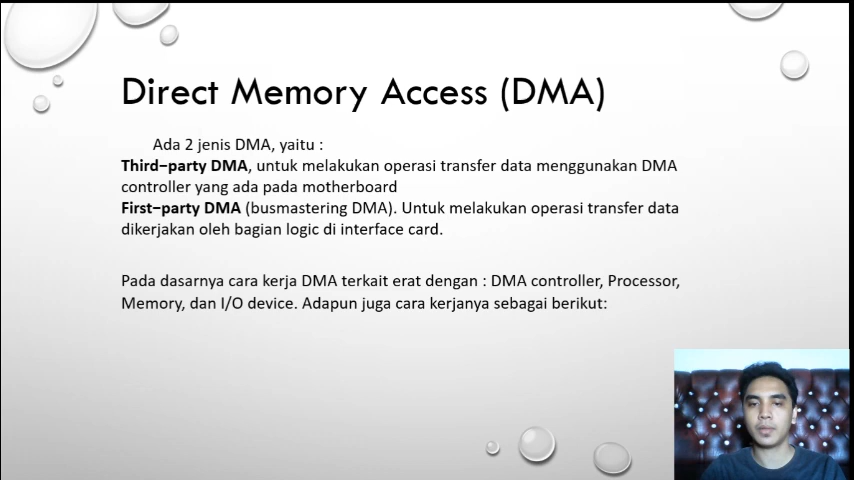 Direct Memory Access (DMA)
Ada 2 jenis DMA, yaitu :
Third–party DMA, untuk melakukan operasi transfer data menggunakan DMA
controller yang ada pada motherboard
First–party DMA (busmastering DMA). Untuk melakukan operasi transfer data
dikerjakan oleh bagian logic di interface card.
Pada dasarnya cara kerja DMA terkait erat dengan : DMA controller, Processor,
Memory, dan I/O device. Adapun juga cara kerjanya sebagai berikut: